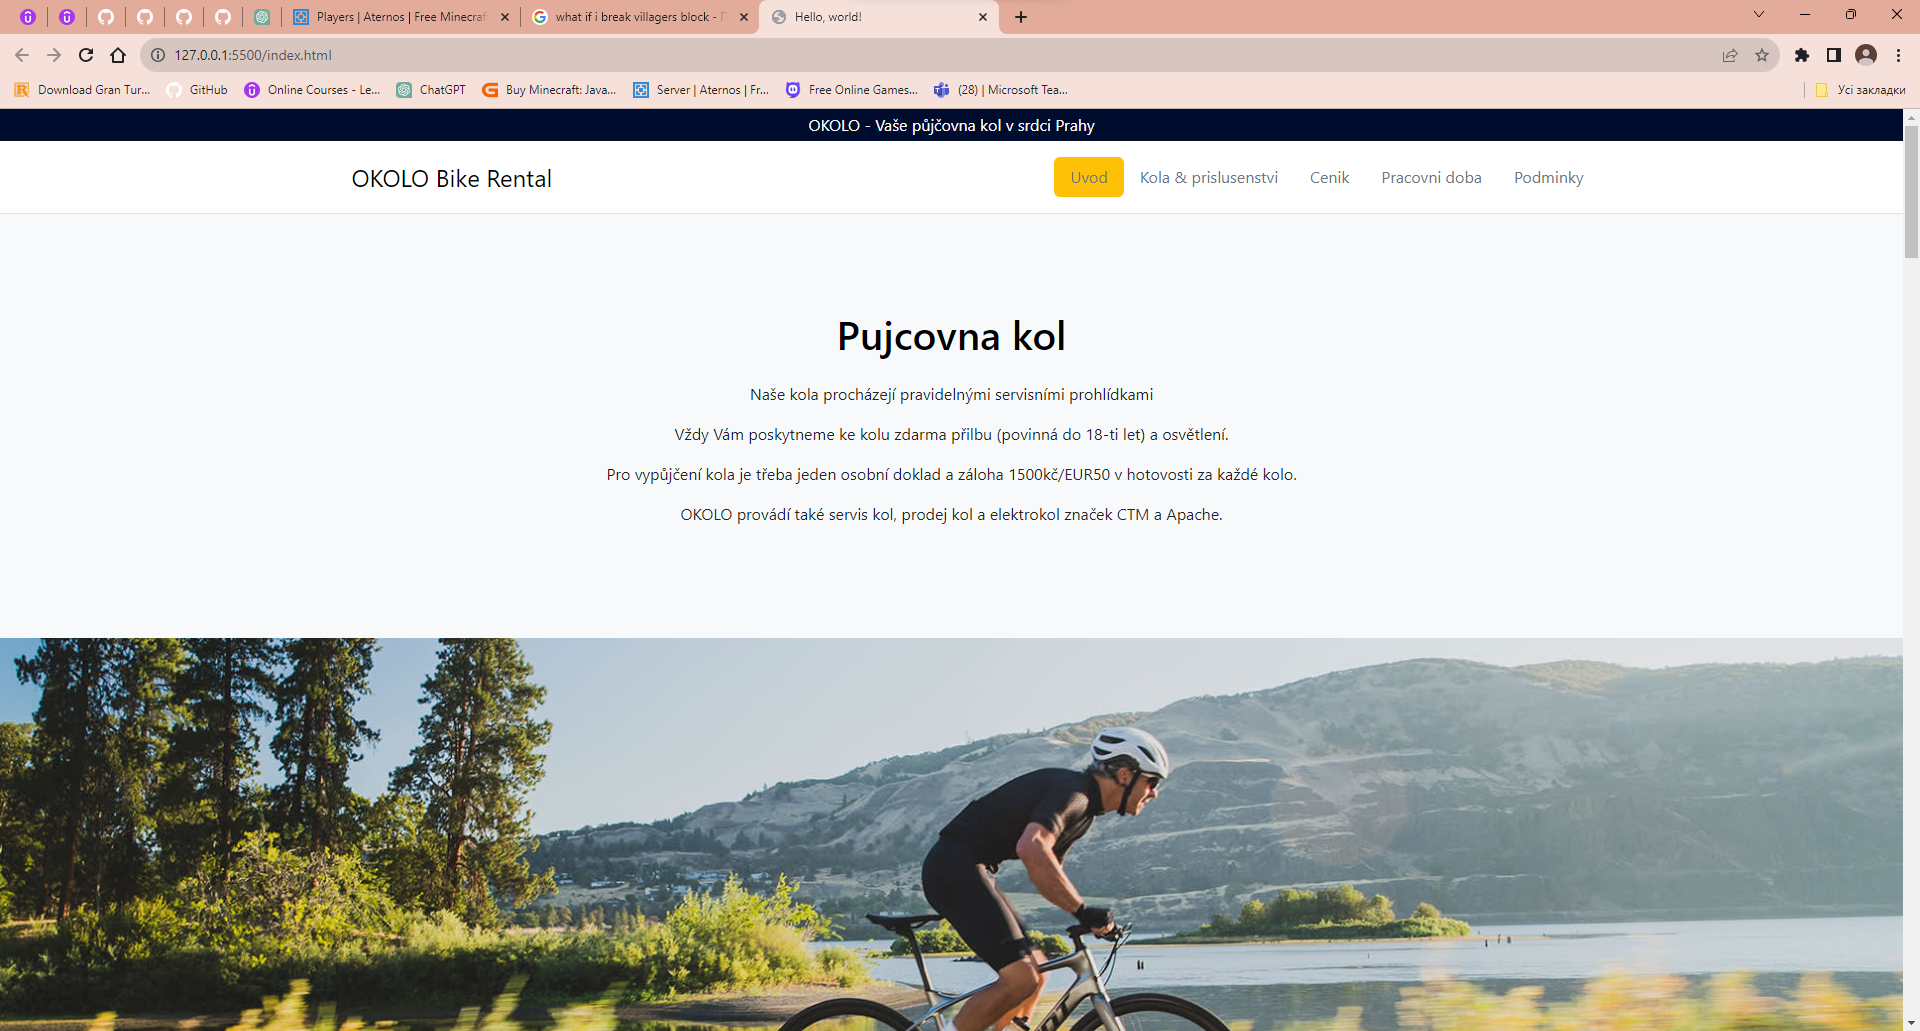 Players | Aternos | Free Minecraf
what if i break villagers block -
Hello, world!
127.0.0.1:5500/index.html
Download Gran Tur...
GitHub
Online Courses - Le...
ChatGPT
Buy Minecraft: Java...
Server | Aternos | Fr...
Free Online Games...
(28) | Microsoft Tea...
Усі закладки
OKOLO - Vaše půjčovna kol v srdci Prahy
OKOLO Bike Rental
Uvod
Kola & prislusenstvi
Cenik
Pracovni doba
Podminky
Pujcovna kol
Naše kola procházejí pravidelnými servisními prohlídkami
Vždy Vám poskytneme ke kolu zdarma přilbu (povinná do 18-ti let) a osvětlení.
Pro vypůjčení kola je třeba jeden osobní doklad a záloha 1500kč/EUR50 v hotovosti za každé kolo.
OKOLO provádí také servis kol, prodej kol a elektrokol značek CTM a Apache.